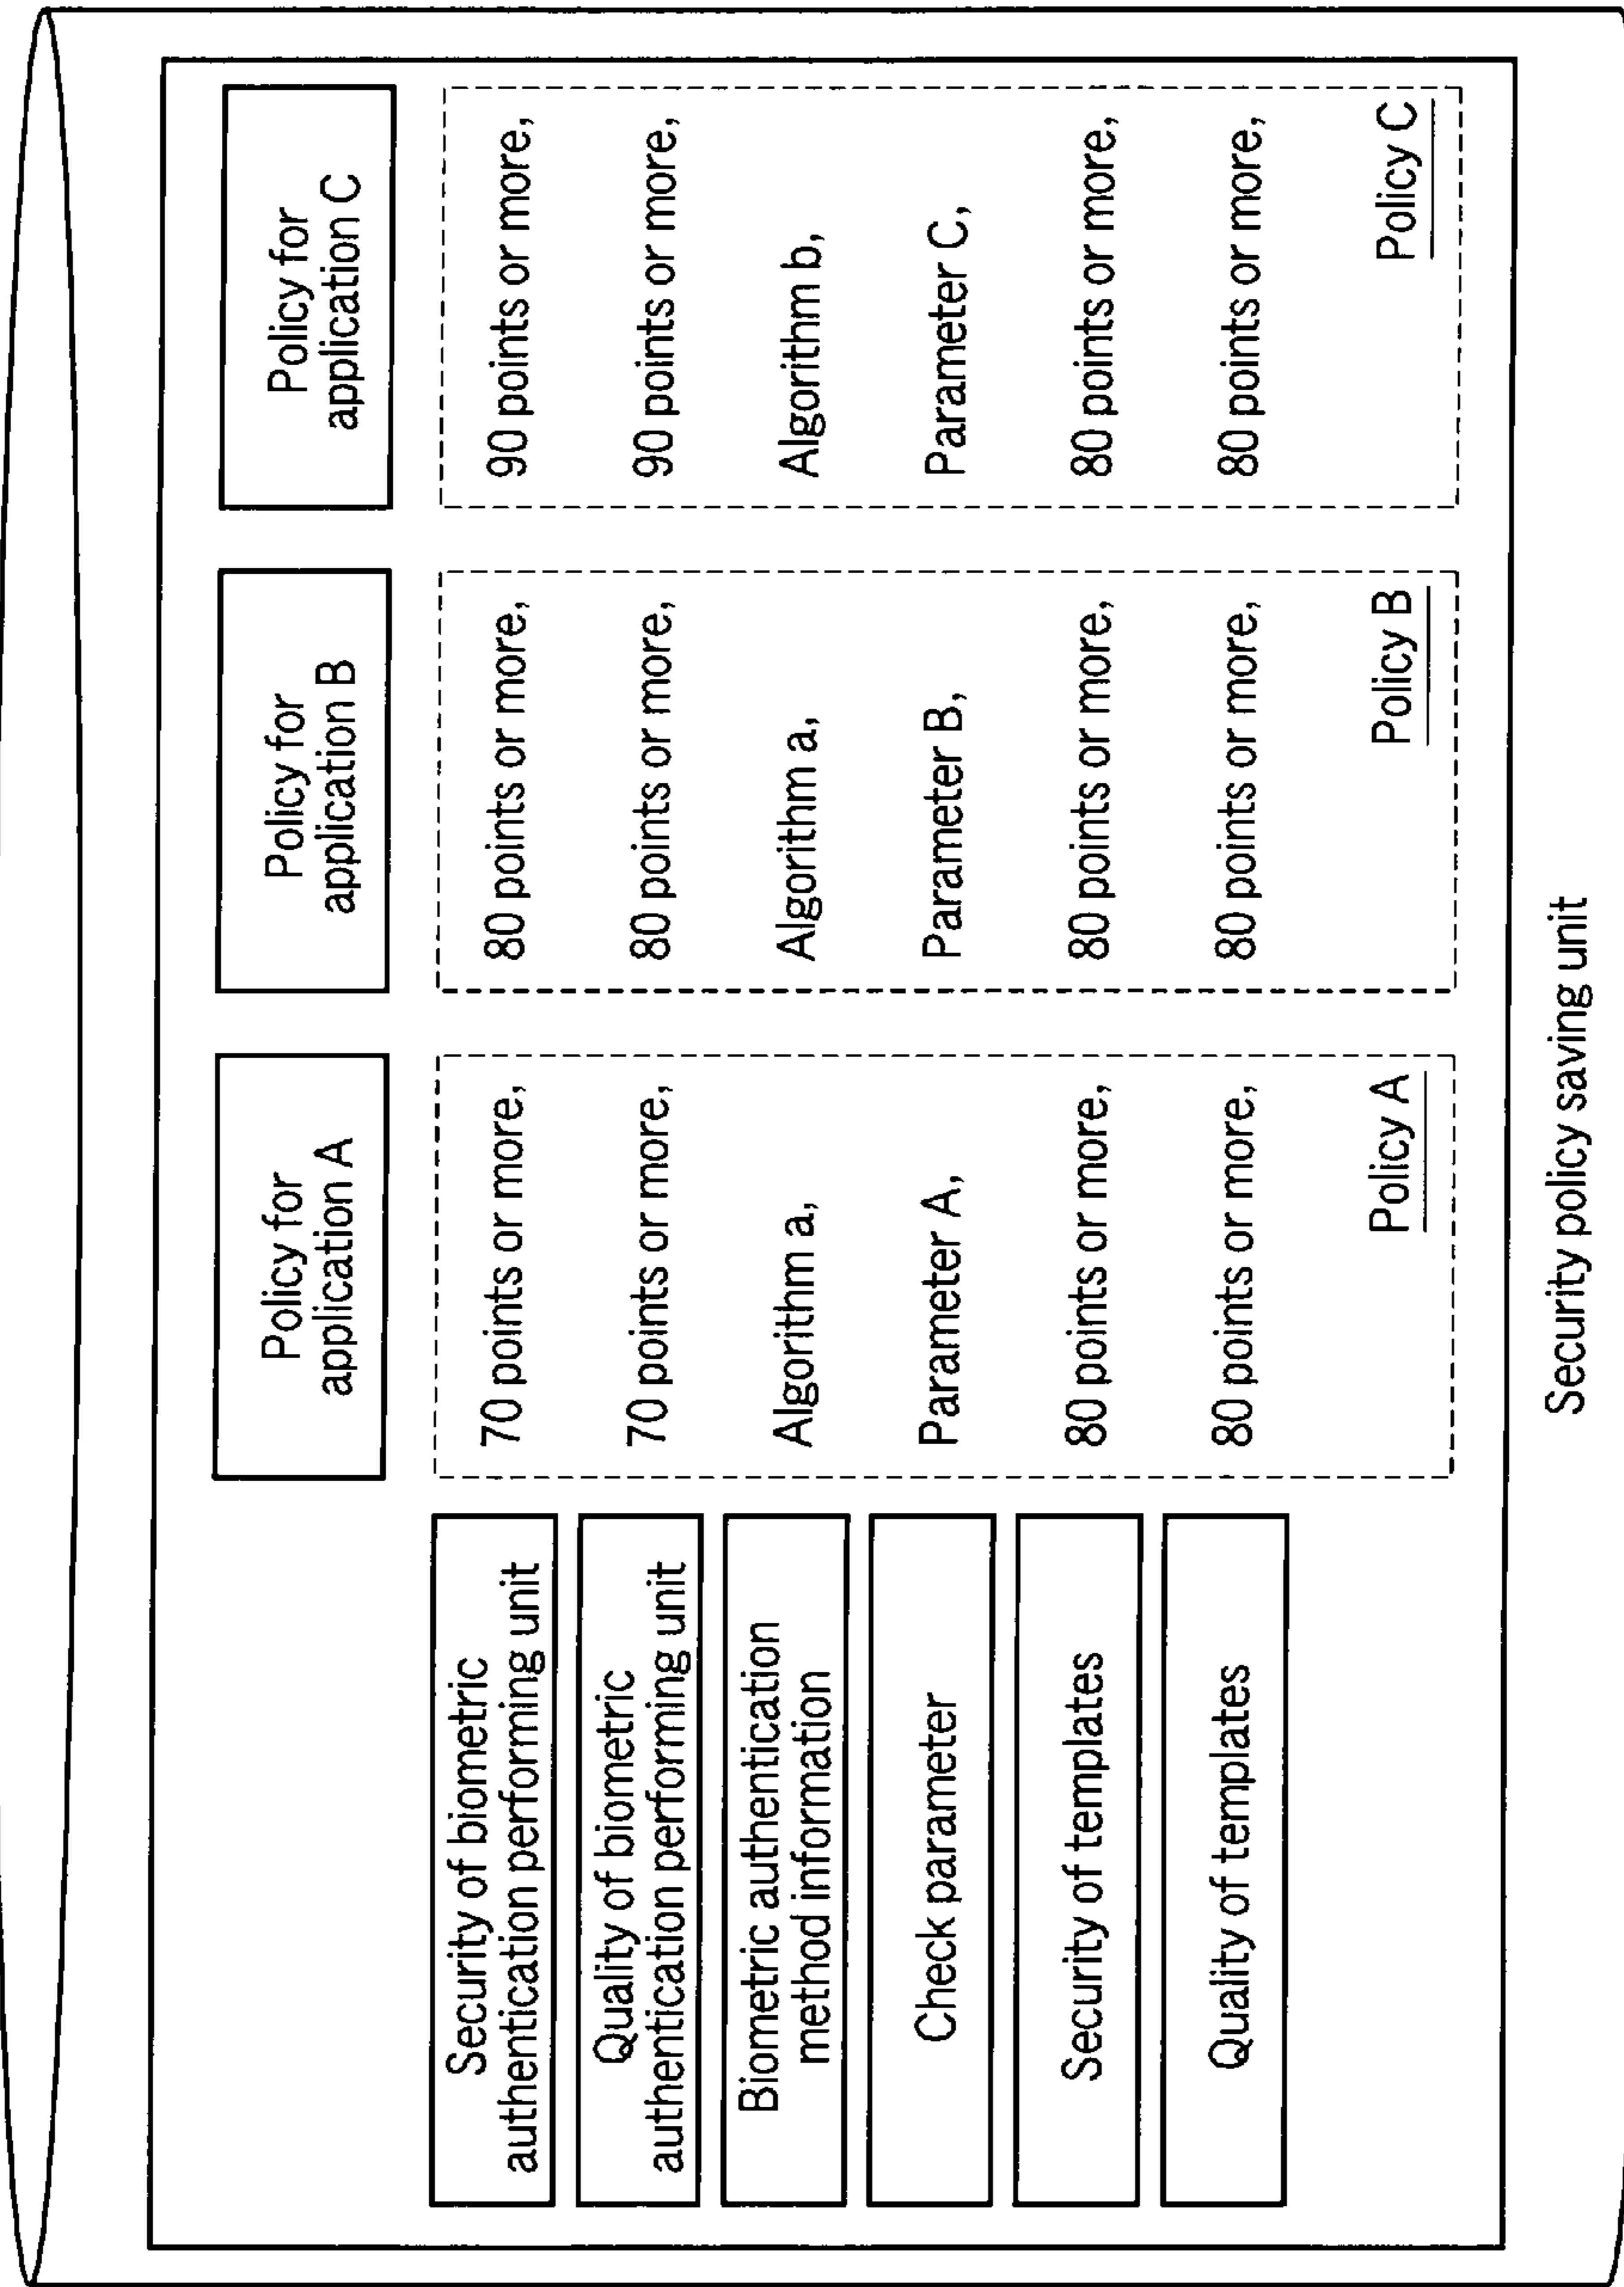 Policy for
application A
Policy for
application B
Policy for
application C
Security of biometric
authentication performing unit
70 points or more,
80 points or more,
90 points or more,
Quality of biometric
authentication performing unit
70 points or more,
80 points or more,
90 points or more,
Biometric authentication
method information
Algorithm a,
Algorithm a,
Algorithm b,
Check parameter
Parameter A,
Parameter B,
Parameter C,
Security of templates
80 points or more,
80 points or more,
80 points or more,
Quality of templates
80 points or more,
80 points or more,
80 points or more,
Policy A
Policy B
Policy C
Security policy saving unit